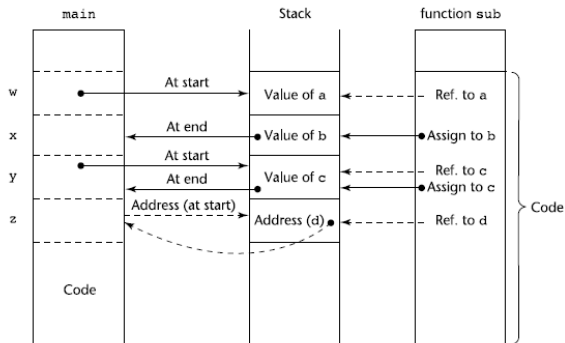 main Stack function sub
At start
w Value of a Ref. to a
At end
x Value of b Assign to b
At start
Ref. to c
y Value of c
At end
Assign to c
Address (at start)
z Address (d) Ref. to d
Code
Code